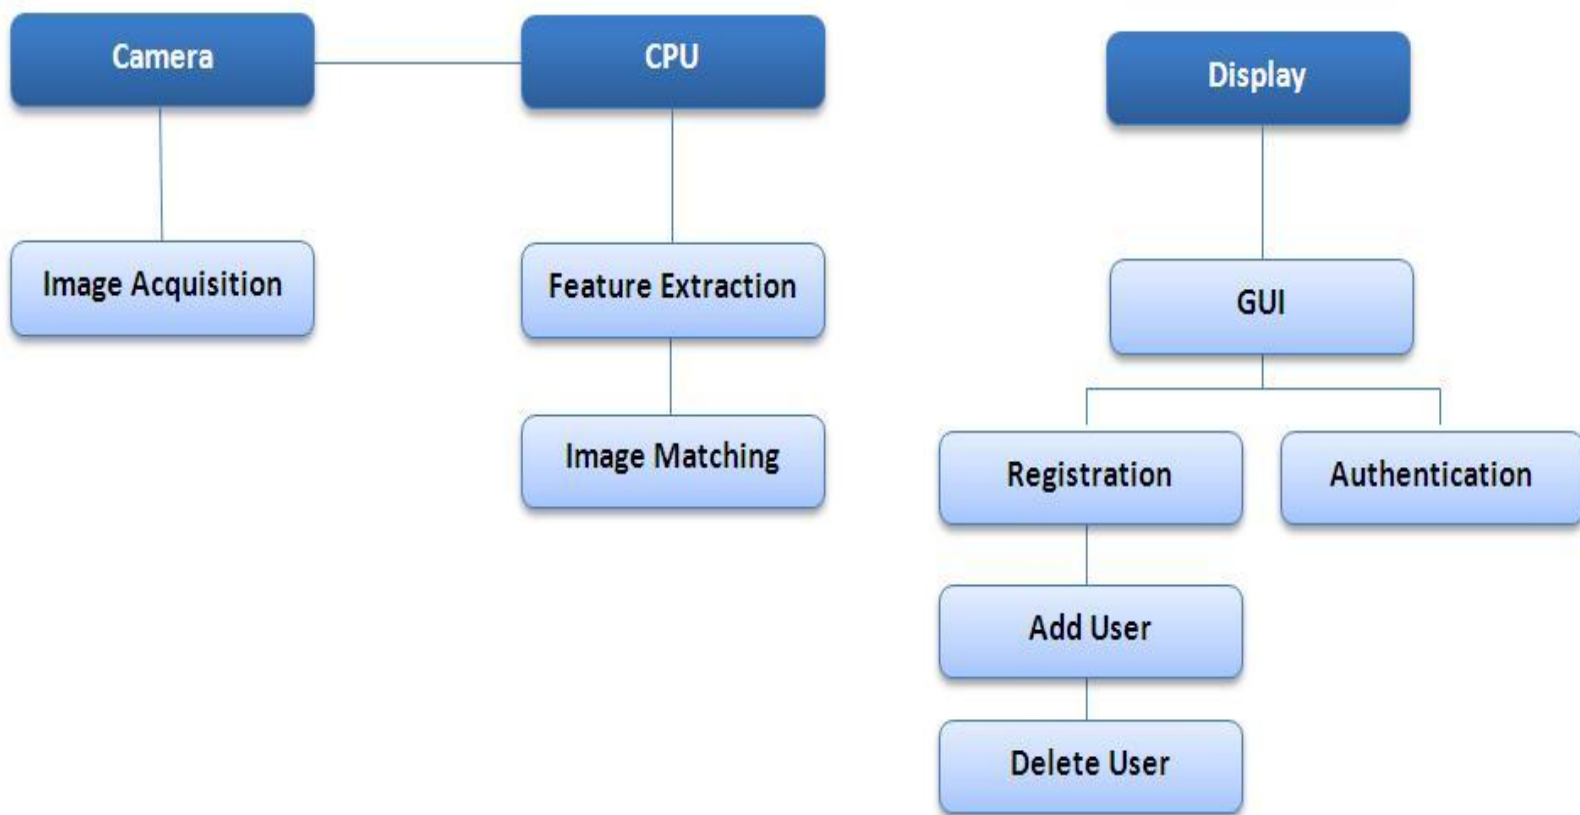 Camera
CPU
Display
Image Acquisition
Feature Extraction
GUI
Image Matching
Registration
Authentication
Add User
Delete User